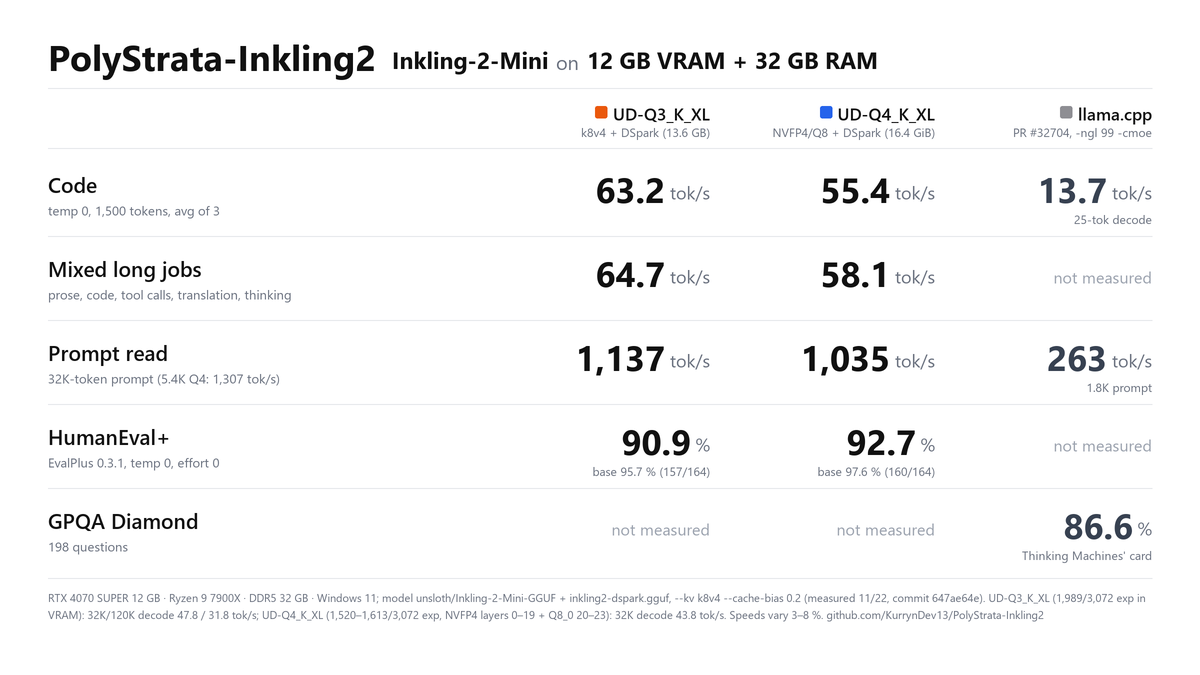 PolyStrata-Inkling2 Inkling-2-Mini on 12 GB VRAM + 32 GB RAM
UD-Q3_K_XL UD-Q4_K_XL llama.cpp
k8v4 + DSpark (13.6 GB) NVFP4/Q8 + DSpark (16.4 GiB) PR #32704, -ngl 99 -cmoe
Code 63.2 tok/s 55.4 tok/s 13.7 tok/s
temp 0, 1,500 tokens, avg of 3 25-tok decode
Mixed long jobs 64.7 tok/s 58.1 tok/s not measured
prose, code, tool calls, translation, thinking
Prompt read 1,137 tok/s 1,035 tok/s 263 tok/s
32K-token prompt (5.4K Q4: 1,307 tok/s) 1.8K prompt
HumanEval+ 90.9 % 92.7 % not measured
EvalPlus 0.3.1, temp 0, effort 0 base 95.7 % (157/164) base 97.6 % (160/164)
GPQA Diamond not measured not measured 86.6 %
198 questions Thinking Machines' card
RTX 4070 SUPER 12 GB · Ryzen 9 7900X · DDR5 32 GB · Windows 11; model unsloth/Inkling-2-Mini-GGUF + inkling2-dspark.gguf, --kv k8v4 --cache-bias 0.2 (measured 11/22, commit 647ae64e). UD-Q3_K_XL (1,989/3,072 exp in
VRAM): 32K/120K decode 47.8 / 31.8 tok/s; UD-Q4_K_XL (1,520–1,613/3,072 exp, NVFP4 layers 0–19 + Q8_0 20–23): 32K decode 43.8 tok/s. Speeds vary 3–8 %. github.com/KurrynDev13/PolyStrata-Inkling2